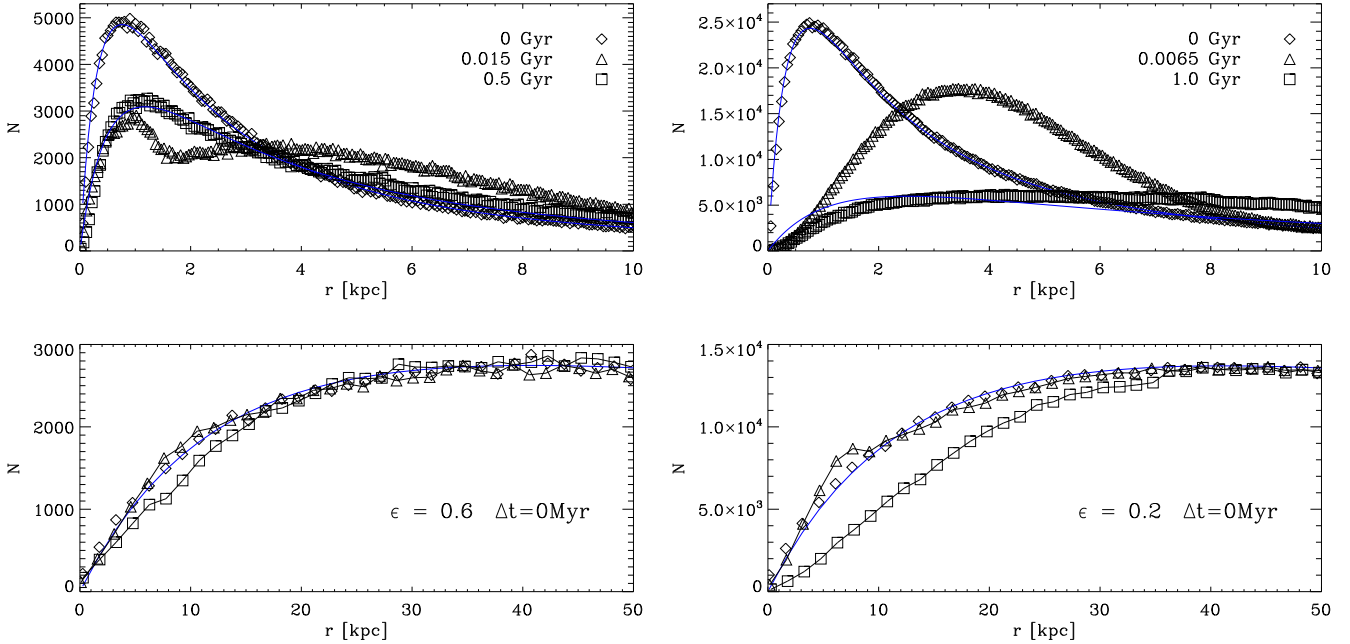 5000
4000
3000
2000
1000
0
N
0 Gyr
0.015 Gyr
0.5 Gyr
0 2 4 6 8 10
r [kpc]
2.5×10⁴
2.0×10⁴
1.5×10⁴
1.0×10⁴
5.0×10³
0
N
0 Gyr
0.0065 Gyr
1.0 Gyr
0 2 4 6 8 10
r [kpc]
3000
2000
1000
0
N
ϵ = 0.6 Δt=0Myr
0 10 20 30 40 50
r [kpc]
1.5×10⁴
1.0×10⁴
5.0×10³
0
N
ϵ = 0.2 Δt=0Myr
0 10 20 30 40 50
r [kpc]